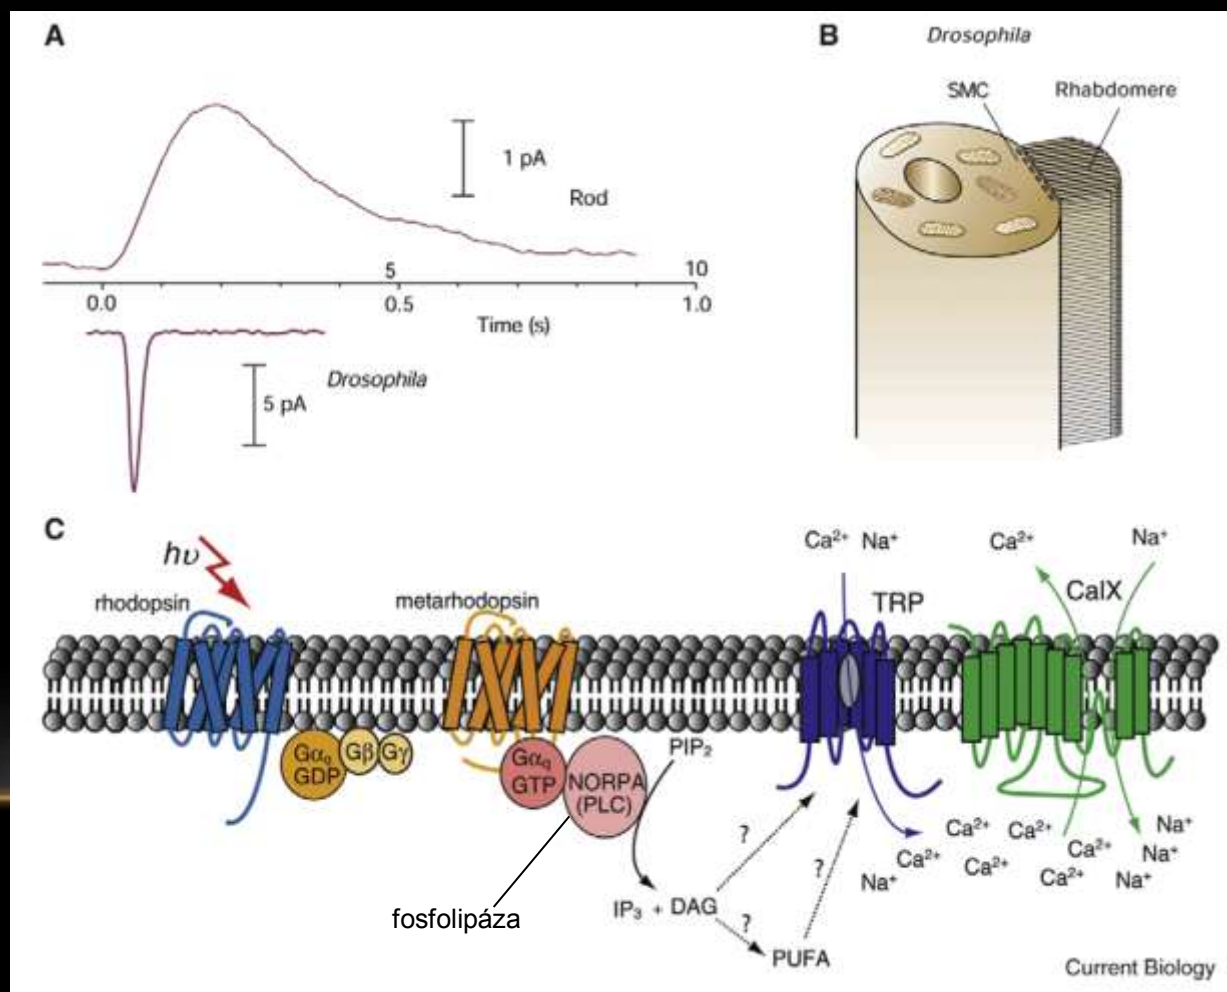 A
1 pA
Rod
5
10
0.0
0.5
1.0
Time (s)
Drosophila
5 pA
B
Drosophila
SMC
Rhabdomere
C
hυ
rhodopsin
metarhodopsin
Ca²⁺ Na⁺
TRP
Ca²⁺
Na⁺
CalX
Gαq
GDP
Gβ
Gγ
Gαq
GTP
NORPA
(PLC)
PIP₂
fosfolipáza
IP₃ + DAG
?
?
?
PUFA
Na⁺
Ca²⁺
Ca²⁺
Ca²⁺
Ca²⁺
Ca²⁺
Ca²⁺
Na⁺
Na⁺
Na⁺
Current Biology